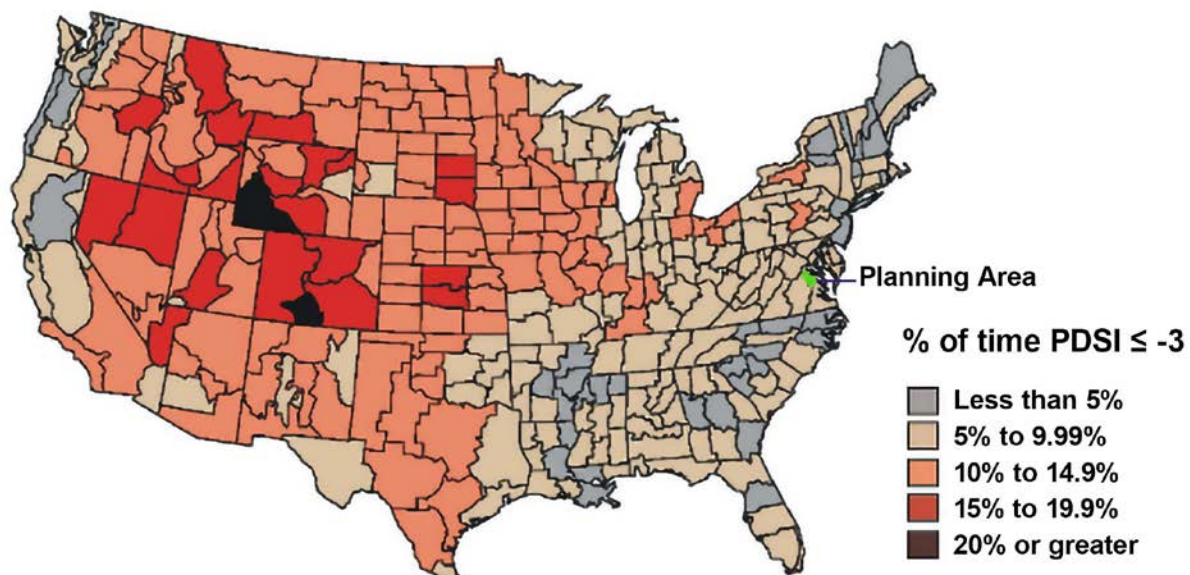 Planning Area
% of time PDSI ≤ -3
Less than 5%
5% to 9.99%
10% to 14.9%
15% to 19.9%
20% or greater